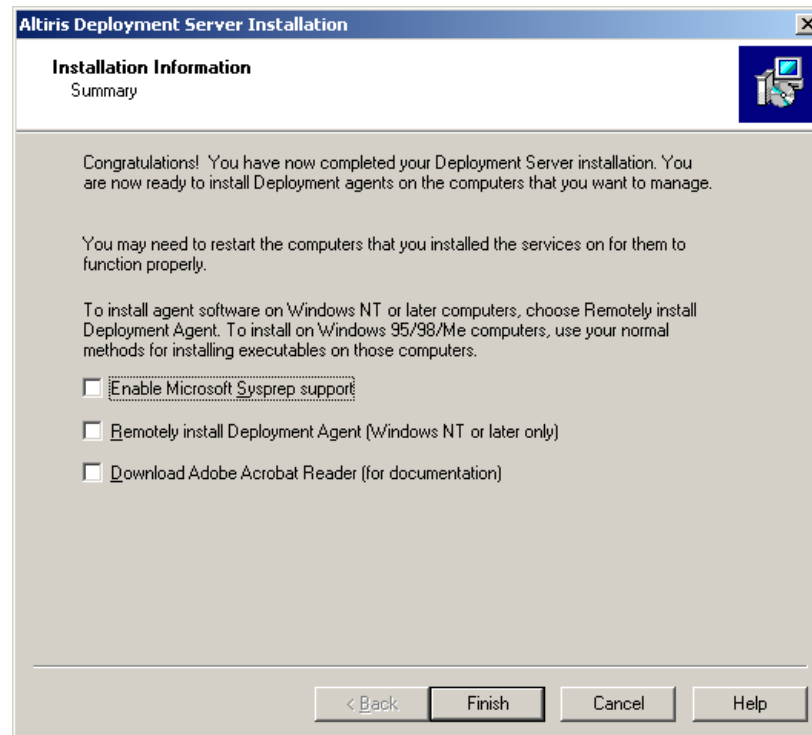 Altiris Deployment Server Installation
Installation Information
Summary
Congratulations!  You have now completed your Deployment Server installation. You
are now ready to install Deployment agents on the computers that you want to manage.
You may need to restart the computers that you installed the services on for them to
function properly.
To install agent software on Windows NT or later computers, choose Remotely install
Deployment Agent. To install on Windows 95/98/Me computers, use your normal
methods for installing executables on those computers.
Enable Microsoft Sysprep support
Remotely install Deployment Agent (Windows NT or later only)
Download Adobe Acrobat Reader (for documentation)
< Back Finish Cancel Help